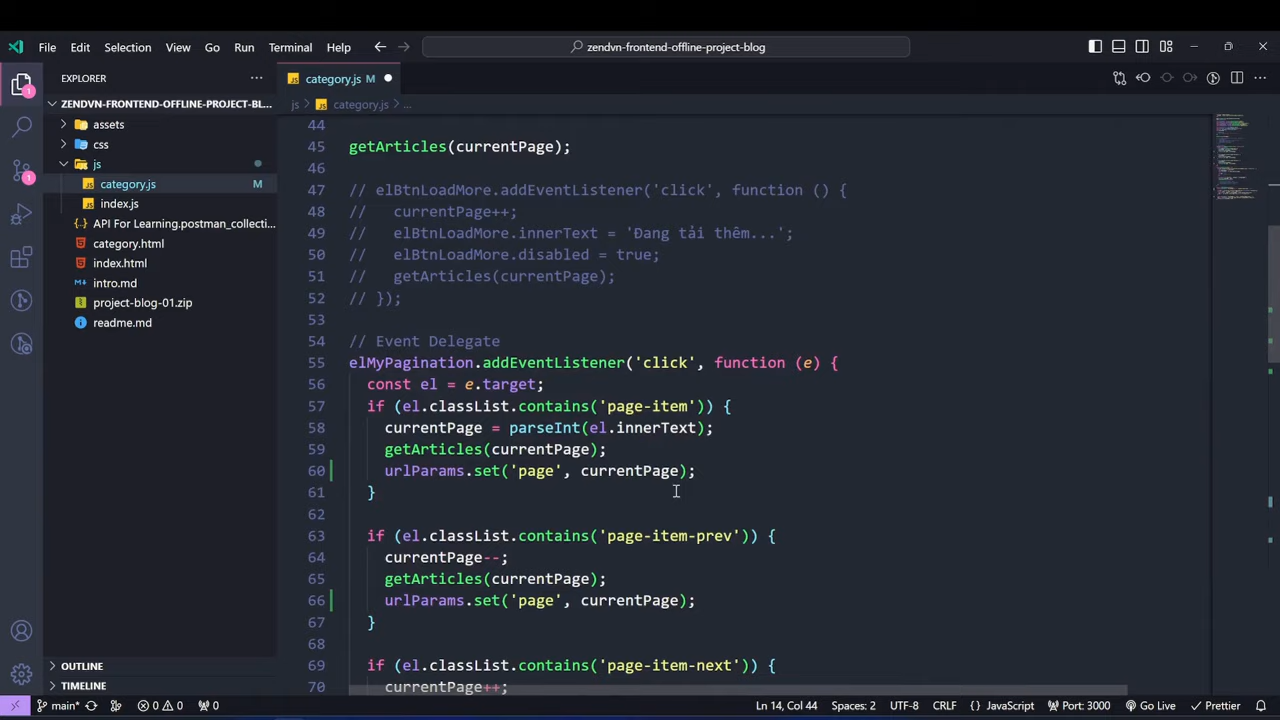 File Edit Selection View Go Run Terminal Help
zendvn-frontend-offline-project-blog
EXPLORER
category.js M
ZENDVN-FRONTEND-OFFLINE-PROJECT-BL...
js > category.js > ...
assets
css
js
category.js M
index.js
API For Learning.postman_collecti...
category.html
index.html
intro.md
project-blog-01.zip
readme.md
OUTLINE
TIMELINE
1
1
44
45 getArticles(currentPage);
46
47 // elBtnLoadMore.addEventListener('click', function () {
48 //   currentPage++;
49 //   elBtnLoadMore.innerText = 'Đang tải thêm...';
50 //   elBtnLoadMore.disabled = true;
51 //   getArticles(currentPage);
52 // });
53
54 // Event Delegate
55 elMyPagination.addEventListener('click', function (e) {
56   const el = e.target;
57   if (el.classList.contains('page-item')) {
58     currentPage = parseInt(el.innerText);
59     getArticles(currentPage);
60     urlParams.set('page', currentPage);
61   }
62
63   if (el.classList.contains('page-item-prev')) {
64     currentPage--;
65     getArticles(currentPage);
66     urlParams.set('page', currentPage);
67   }
68
69   if (el.classList.contains('page-item-next')) {
70     currentPage++;
main* 0 0 0
Ln 14, Col 44 Spaces: 2 UTF-8 CRLF {} JavaScript Port: 3000 Go Live Prettier